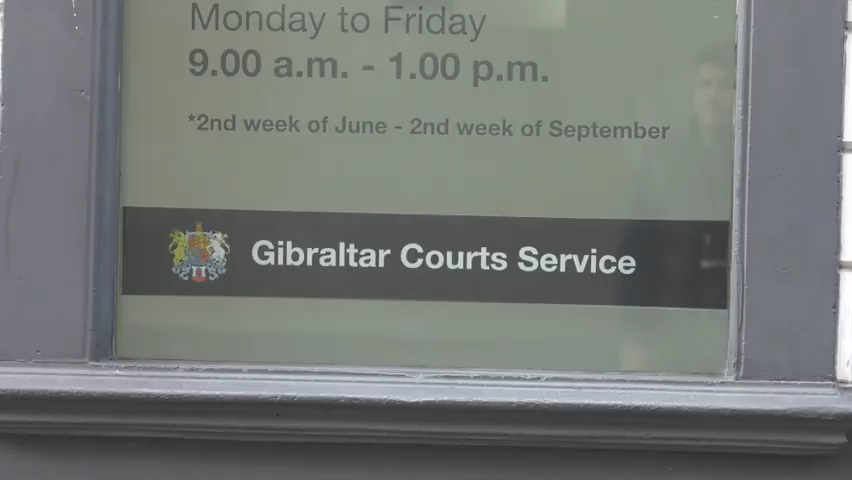 Monday to Friday
9.00 a.m. - 1.00 p.m.
*2nd week of June - 2nd week of September
Gibraltar Courts Service